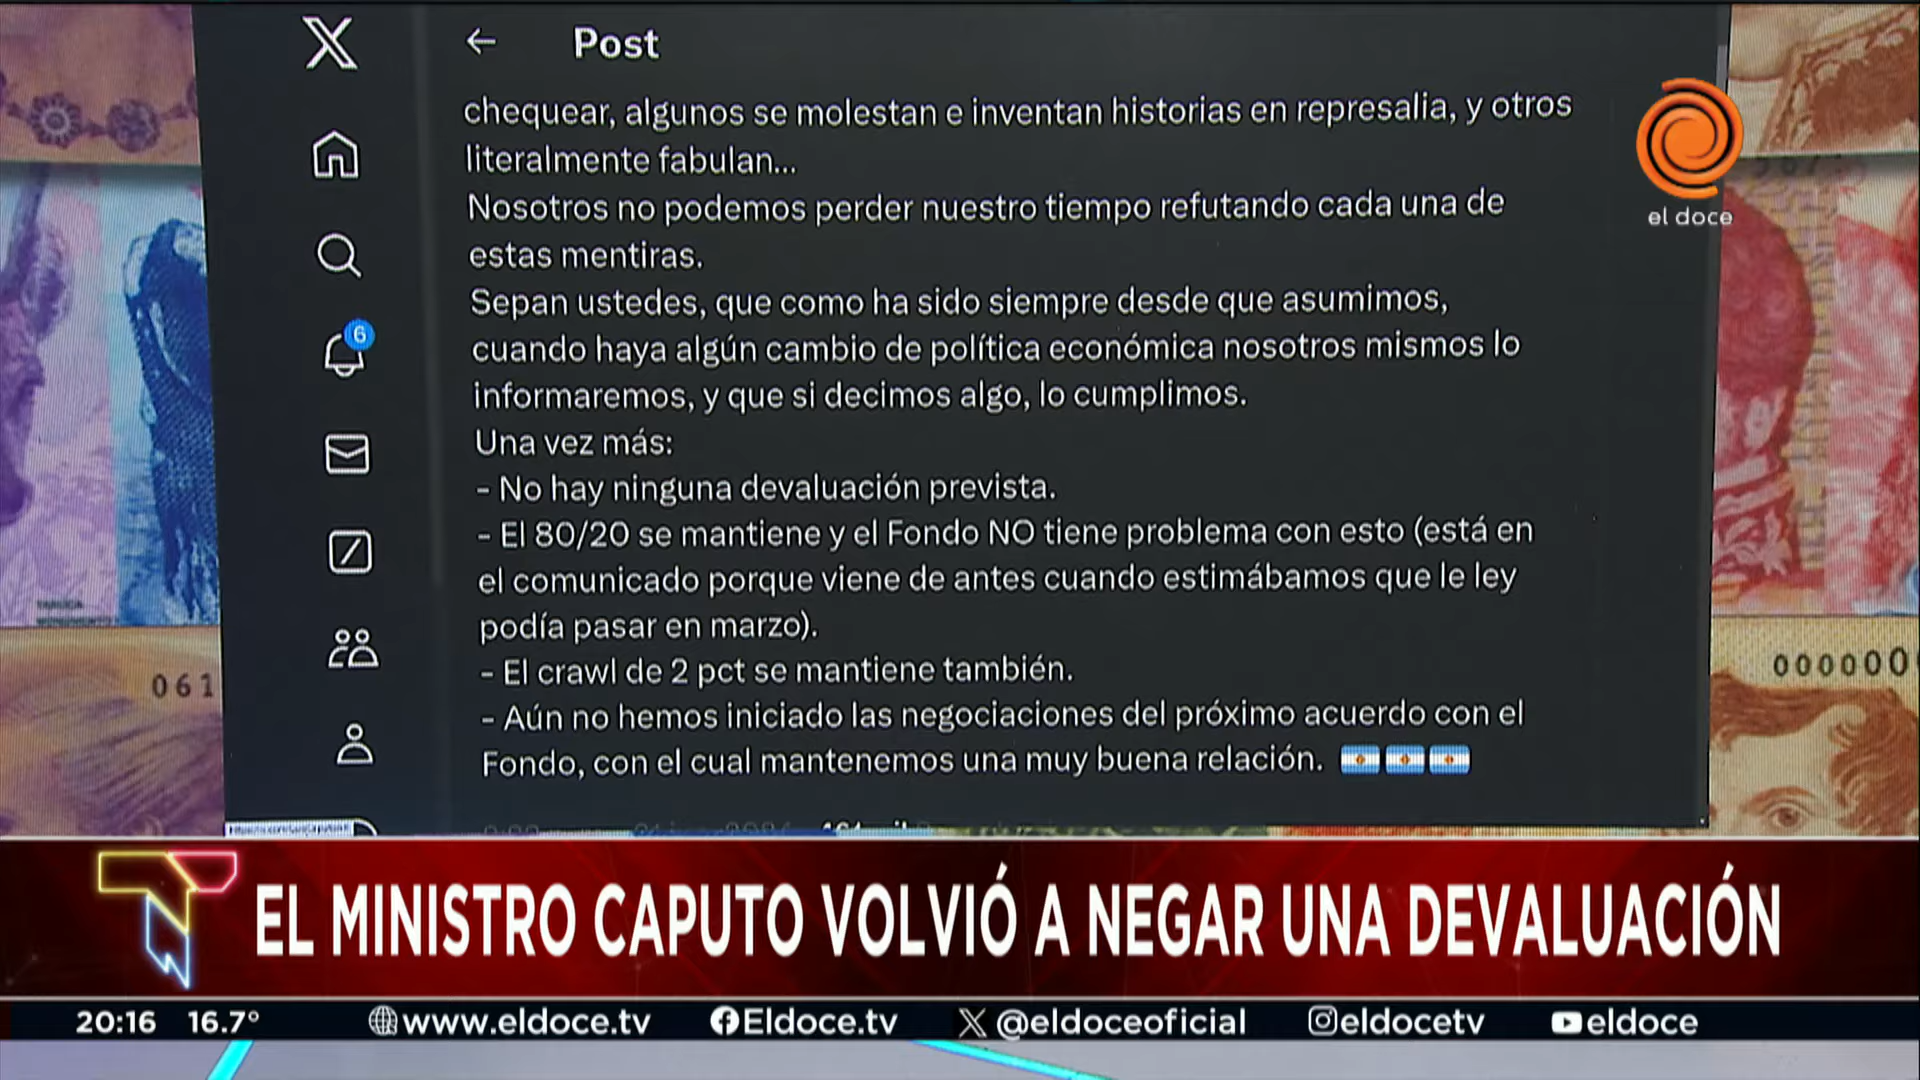 Post
chequear, algunos se molestan e inventan historias en represalia, y otros
literalmente fabulan...
Nosotros no podemos perder nuestro tiempo refutando cada una de
estas mentiras.
Sepan ustedes, que como ha sido siempre desde que asumimos,
cuando haya algún cambio de política económica nosotros mismos lo
informaremos, y que si decimos algo, lo cumplimos.
Una vez más:
- No hay ninguna devaluación prevista.
- El 80/20 se mantiene y el Fondo NO tiene problema con esto (está en
el comunicado porque viene de antes cuando estimábamos que le ley
podía pasar en marzo).
- El crawl de 2 pct se mantiene también.
- Aún no hemos iniciado las negociaciones del próximo acuerdo con el
Fondo, con el cual mantenemos una muy buena relación.
6
el doce
061
000000
EL MINISTRO CAPUTO VOLVIÓ A NEGAR UNA DEVALUACIÓN
20:16 16.7° www.eldoce.tv Eldoce.tv @eldoceoficial eldocetv eldoce